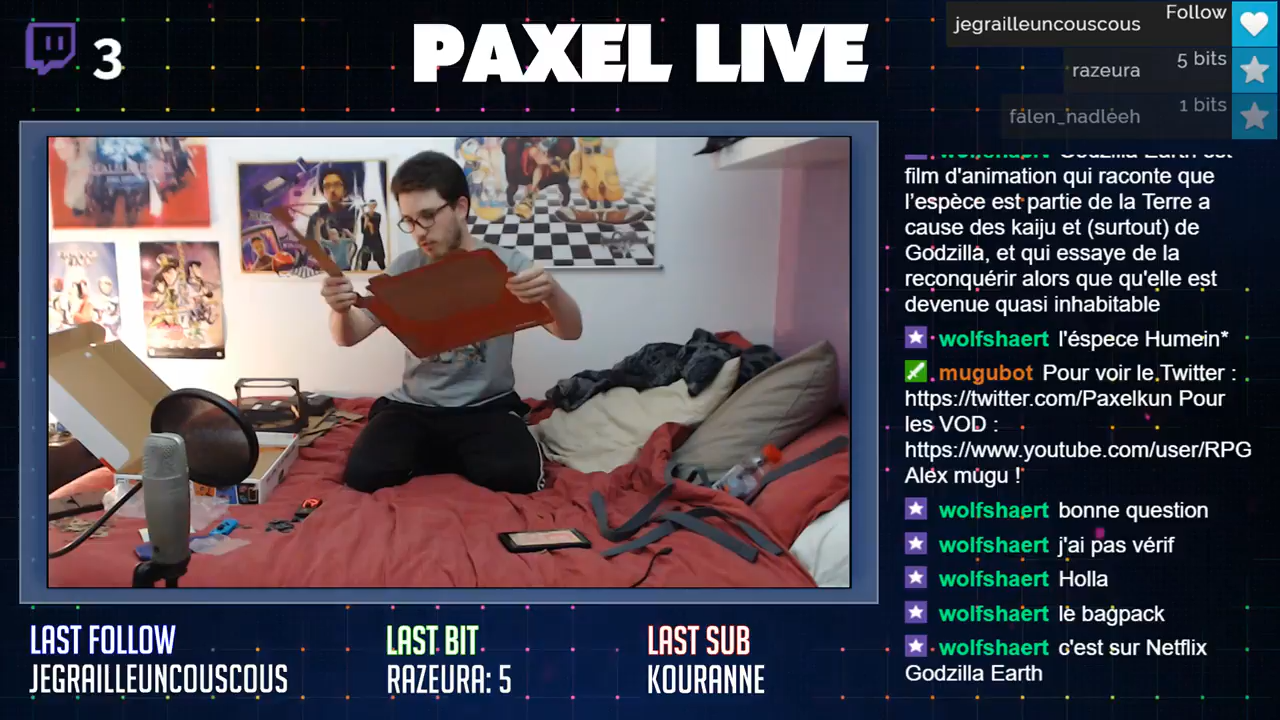 3
PAXEL LIVE
jegrailleuncouscous Follow
razeura 5 bits
falen_nadleeh 1 bits
film d'animation qui raconte que
l'espèce est partie de la Terre a
cause des kaiju et (surtout) de
Godzilla, et qui essaye de la
reconquérir alors que qu'elle est
devenue quasi inhabitable
wolfshaert l'éspece Humein*
mugubot Pour voir le Twitter :
https://twitter.com/Paxelkun Pour
les VOD :
https://www.youtube.com/user/RPG
Alex mugu !
wolfshaert bonne question
wolfshaert j'ai pas vérif
wolfshaert Holla
wolfshaert le bagpack
wolfshaert c'est sur Netflix
Godzilla Earth
LAST FOLLOW
JEGRAILLEUNCOUSCOUS
LAST BIT
RAZEURA: 5
LAST SUB
KOURANNE